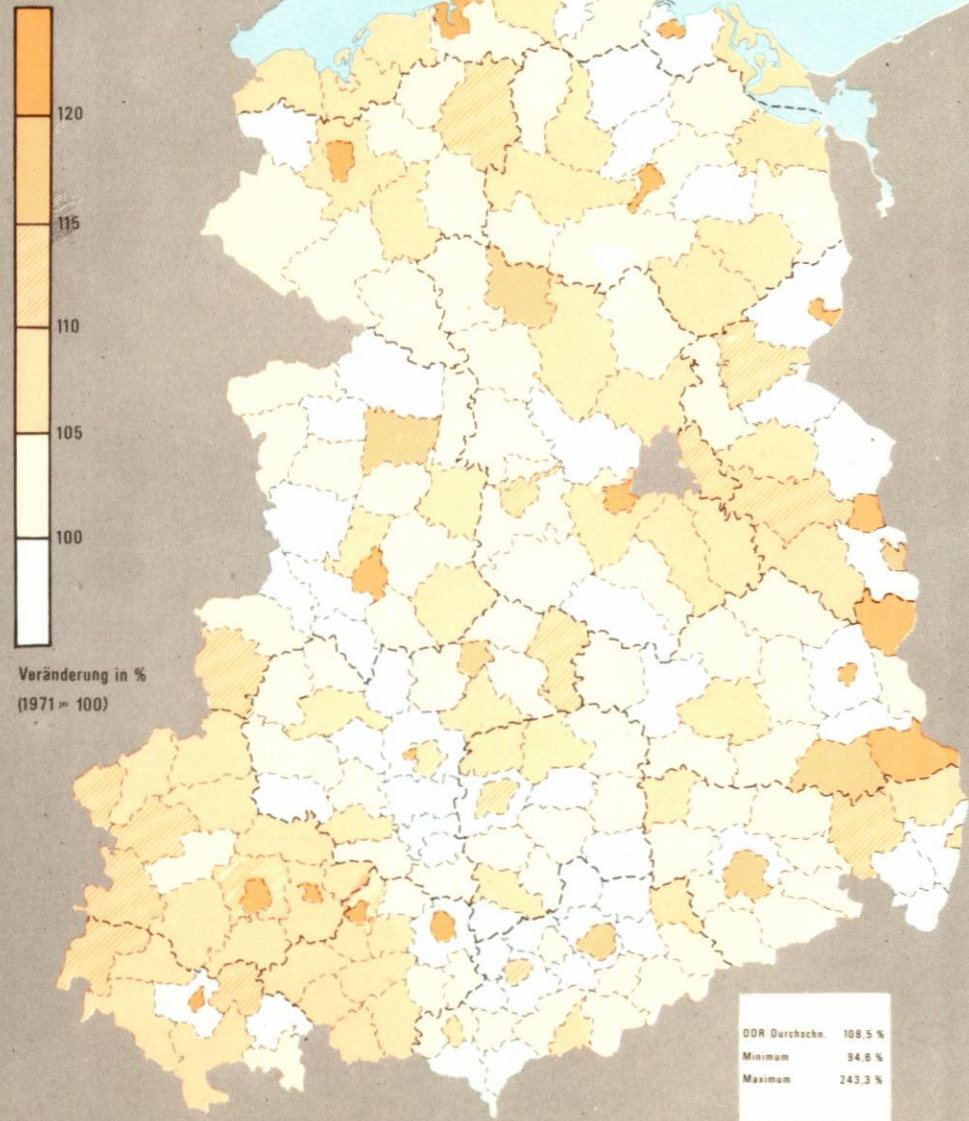 120
115
110
105
100
Veränderung in %
(1971 = 100)
DDR-Durchschn. 108,5 %
Minimum 94,6 %
Maximum 243,3 %